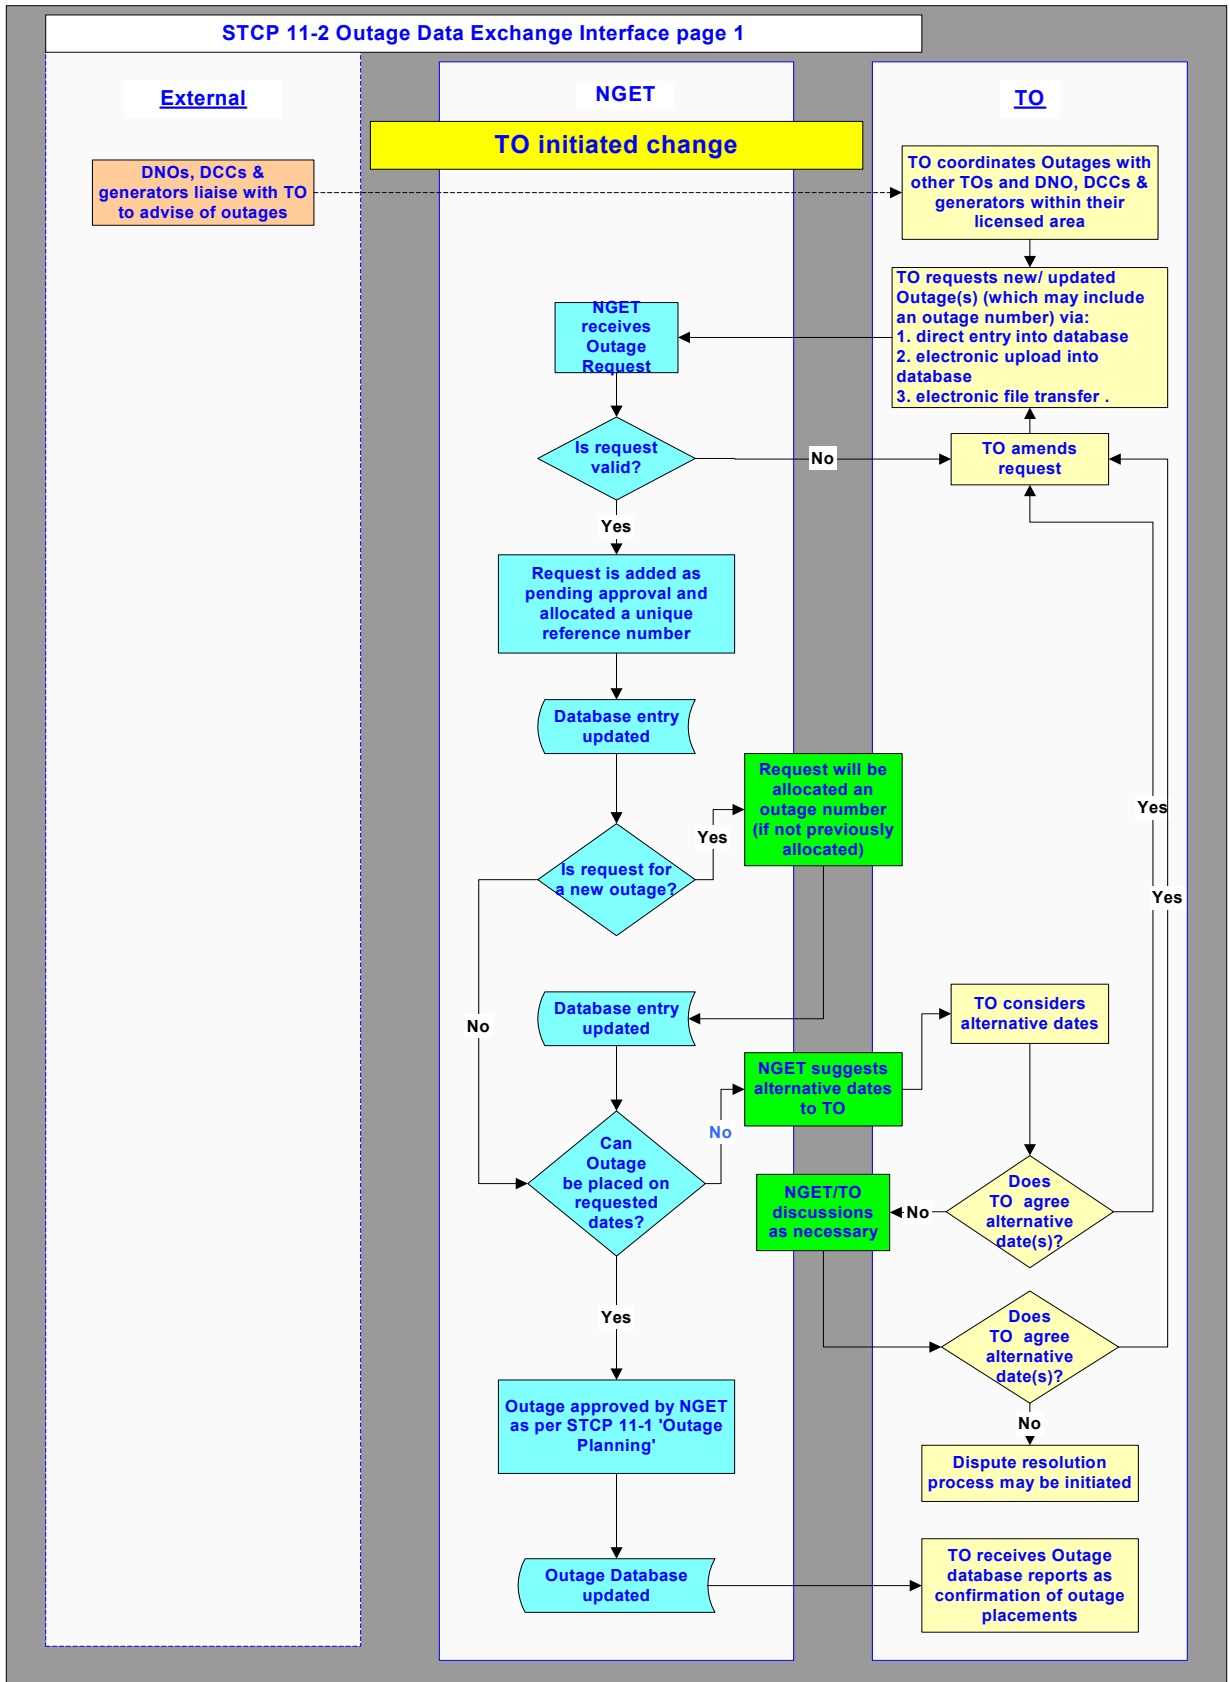 STCP 11-2 Outage Data Exchange Interface page 1
External
NGET
TO
TO initiated change
DNOs, DCCs &
generators liaise with TO
to advise of outages
TO coordinates Outages with
other TOs and DNO, DCCs &
generators within their
licensed area
TO requests new/ updated
Outage(s) (which may include
an outage number) via:
1. direct entry into database
2. electronic upload into
database
3. electronic file transfer .
NGET
receives
Outage
Request
Is request
valid?
No
TO amends
request
Yes
Request is added as
pending approval and
allocated a unique
reference number
Database entry
updated
Request will be
allocated an
outage number
(if not previously
allocated)
Yes
Yes
Is request for
a new outage?
Yes
Database entry
updated
No
TO considers
alternative dates
NGET suggests
alternative dates
to TO
No
Can
Outage
be placed on
requested
dates?
NGET/TO
discussions
as necessary
No
Does
TO agree
alternative
date(s)?
Yes
Does
TO agree
alternative
date(s)?
No
Outage approved by NGET
as per STCP 11-1 'Outage
Planning'
Dispute resolution
process may be initiated
Outage Database
updated
TO receives Outage
database reports as
confirmation of outage
placements